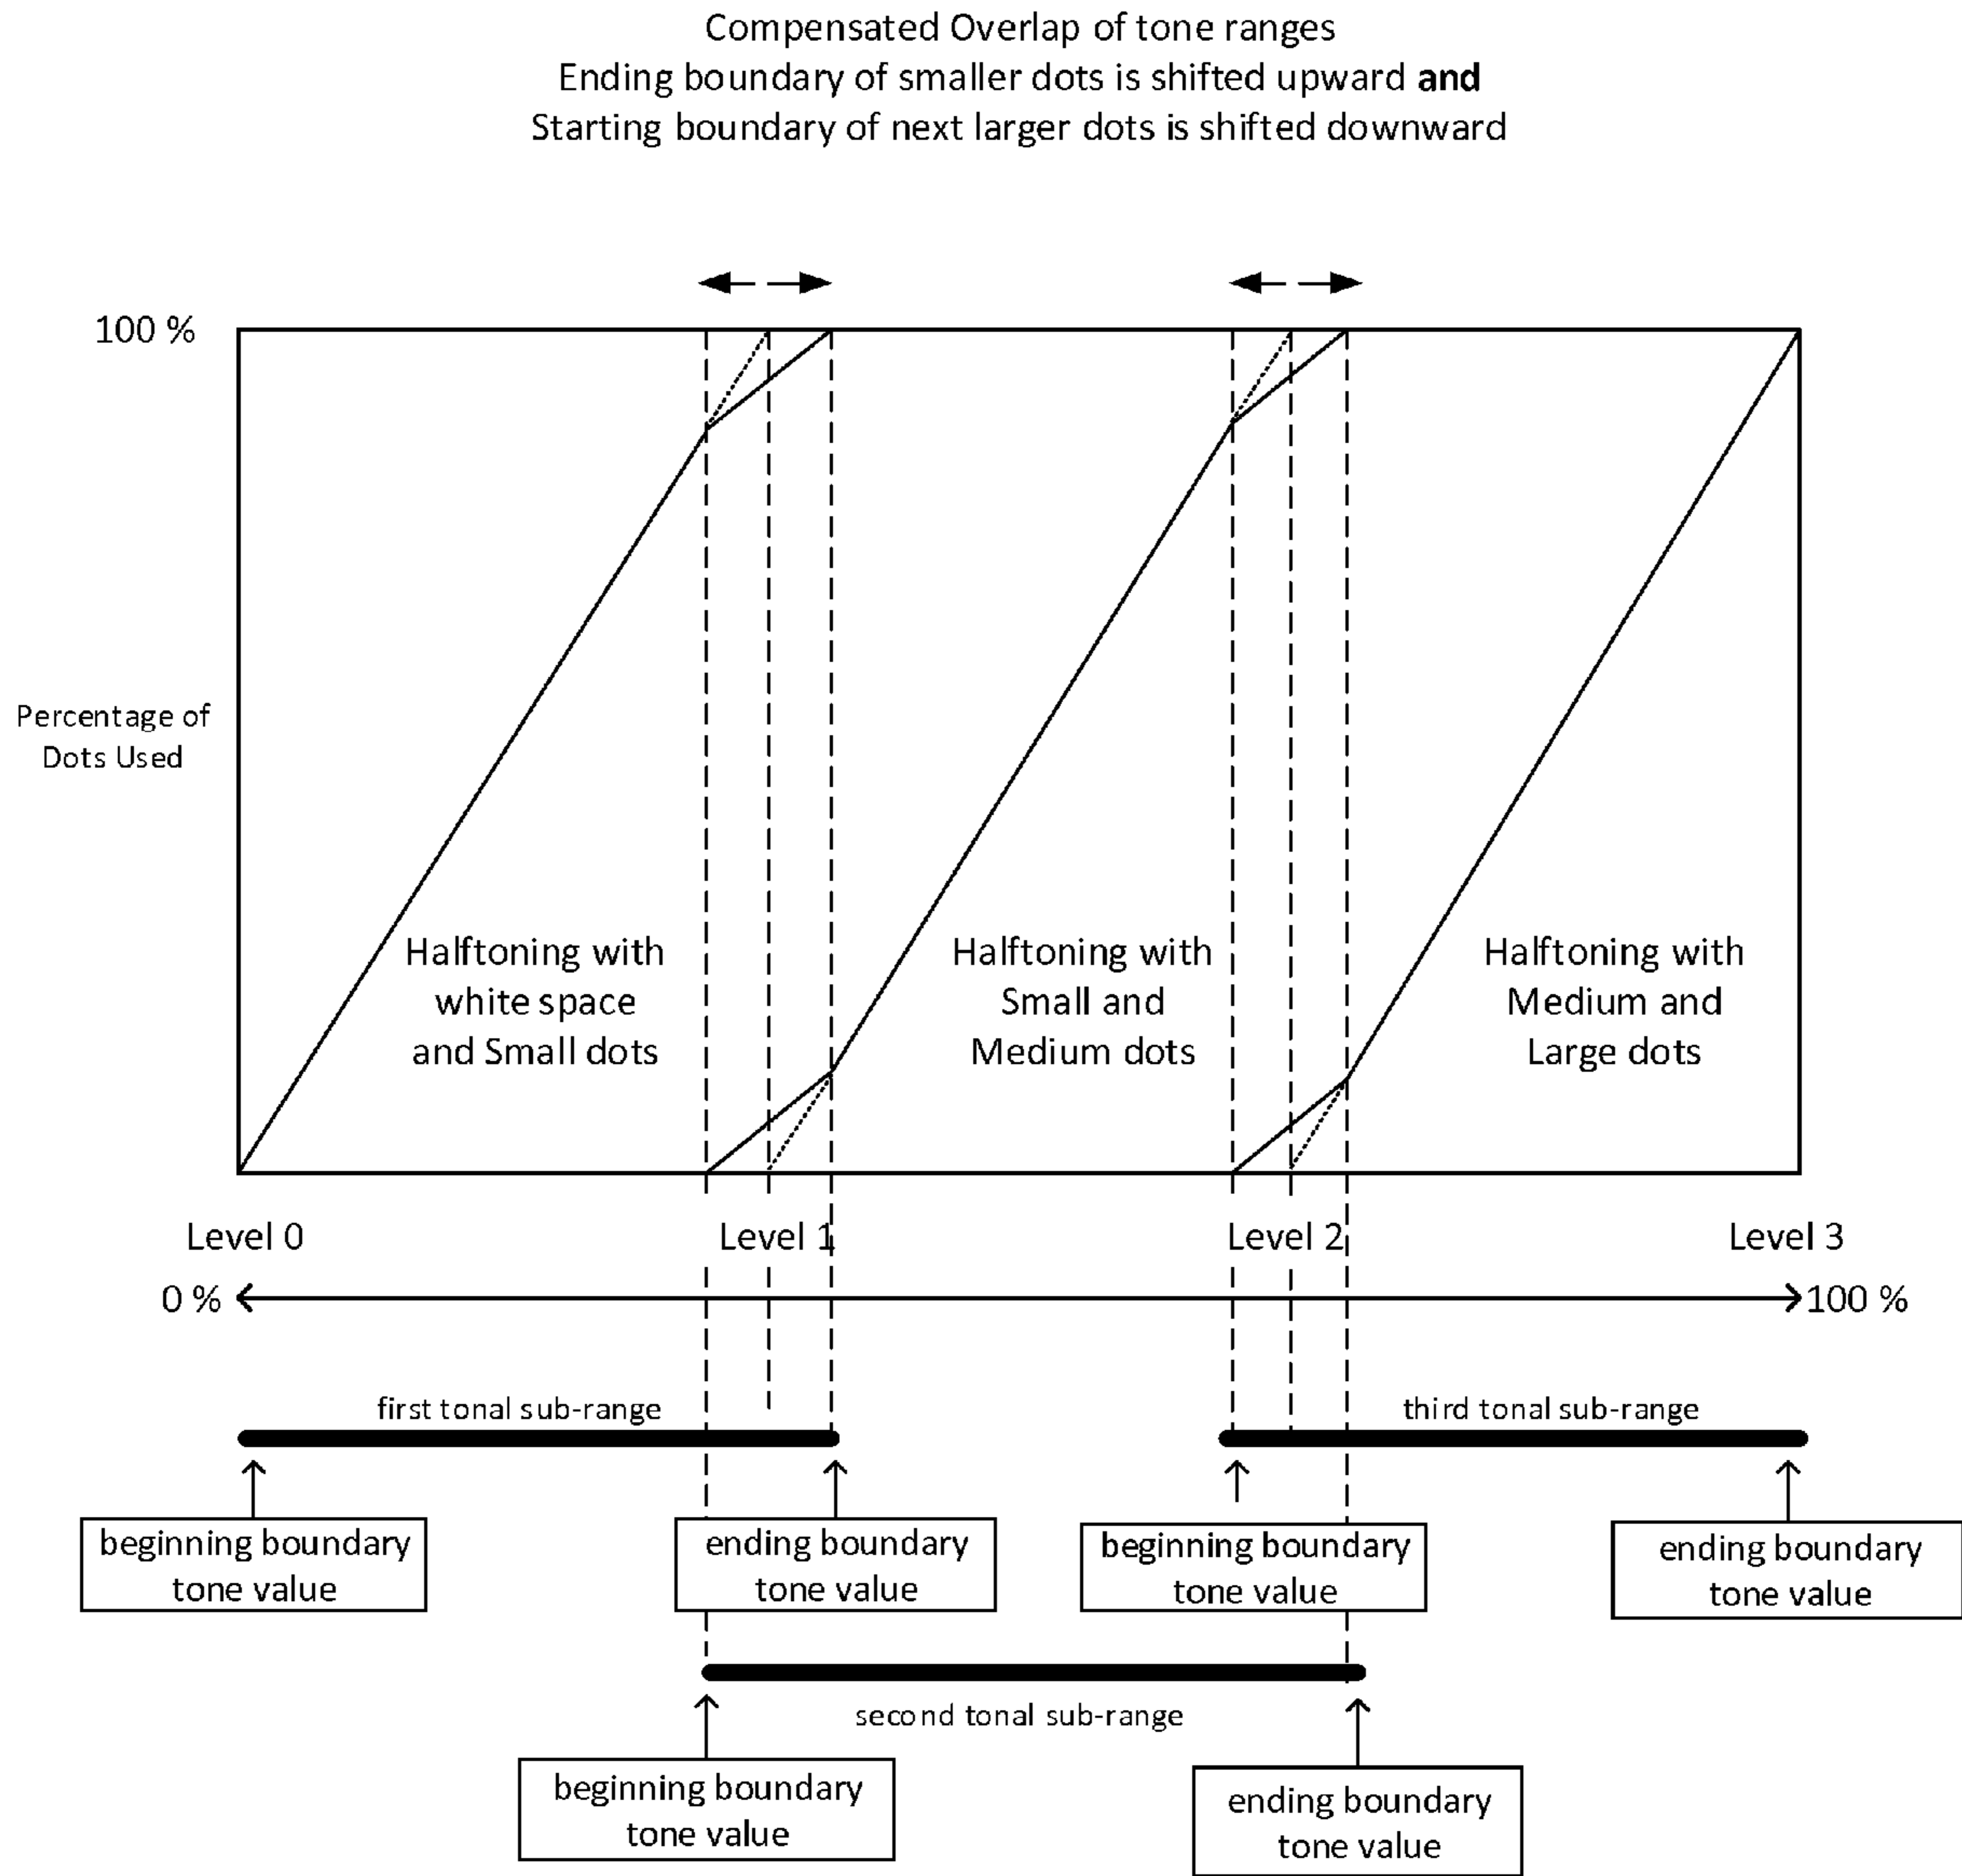 Compensated Overlap of tone ranges
Ending boundary of smaller dots is shifted upward and
Starting boundary of next larger dots is shifted downward
100 %
Percentage of
Dots Used
Halftoning with
white space
and Small dots
Halftoning with
Small and
Medium dots
Halftoning with
Medium and
Large dots
Level 0
Level 1
Level 2
Level 3
0 %
100 %
first tonal sub-range
third tonal sub-range
beginning boundary
tone value
ending boundary
tone value
beginning boundary
tone value
ending boundary
tone value
second tonal sub-range
beginning boundary
tone value
ending boundary
tone value